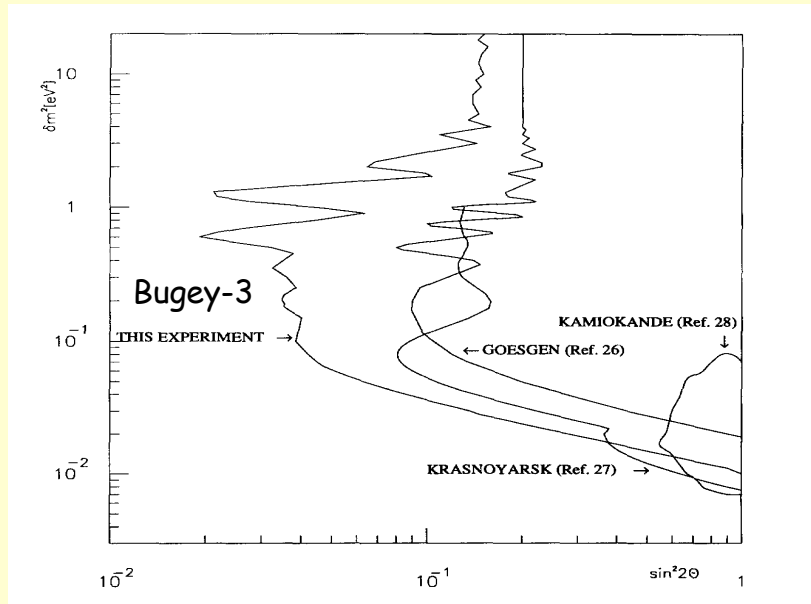 δm²[eV²]
10
1
Bugey-3
KAMIOKANDE (Ref. 28)
↓
10⁻¹
THIS EXPERIMENT →
← GOESGEN (Ref. 26)
10⁻²
KRASNOYARSK (Ref. 27) →
10⁻²
10⁻¹
sin²2Θ
1